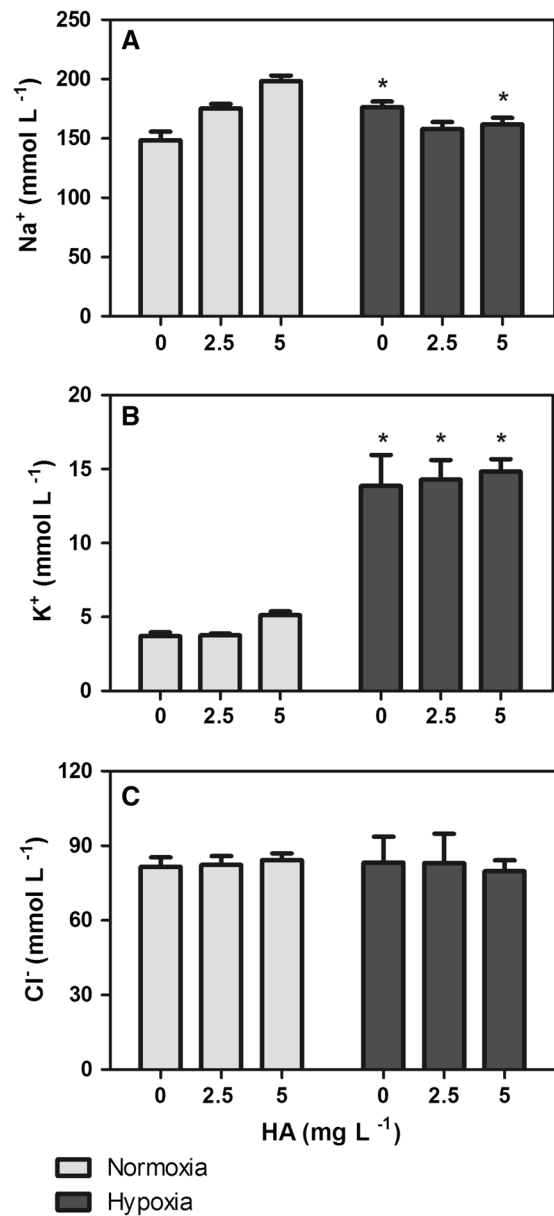 A
Na⁺ (mmol L ⁻¹)
250
200
150
100
50
0
* *
0 2.5 5 0 2.5 5
B
K⁺ (mmol L ⁻¹)
20
15
10
5
0
* * *
0 2.5 5 0 2.5 5
C
Cl⁻ (mmol L ⁻¹)
120
90
60
30
0
0 2.5 5 0 2.5 5
HA (mg L ⁻¹)
Normoxia
Hypoxia